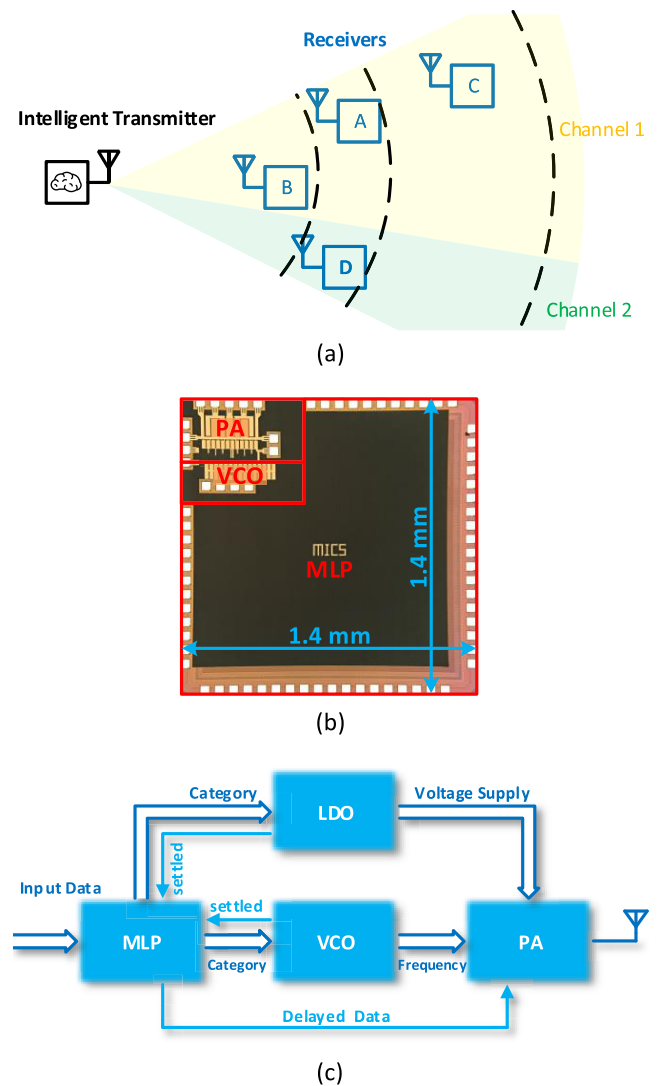 Receivers
C
A
Intelligent Transmitter
Channel 1
B
D
Channel 2
(a)
PA
VCO
MICS
MLP
1.4 mm
1.4 mm
(b)
Category
LDO
Voltage Supply
settled
Input Data
settled
MLP
VCO
PA
Category
Frequency
Delayed Data
(c)